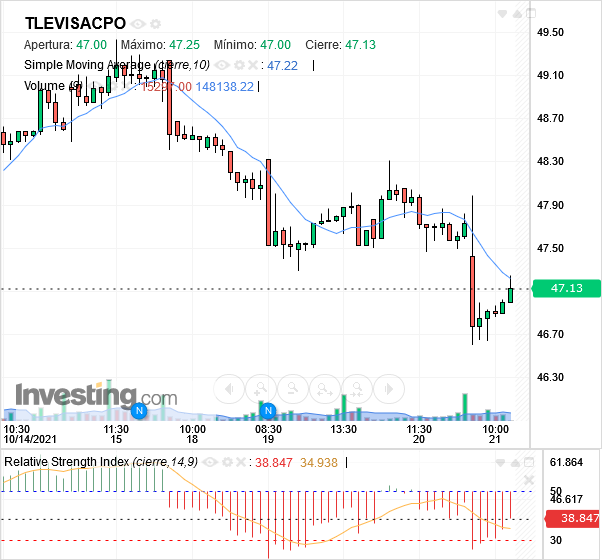 TLEVISACPO
Apertura: 47.00 Máximo: 47.25 Mínimo: 47.00 Cierre: 47.13
Simple Moving Average (cierre,10) : 47.22
Volume (9) : 15297.00 148138.22
49.50
49.10
48.70
48.30
47.90
47.50
47.13
46.70
46.30
Investing.com
N N
10:30 11:30 10:00 08:30 13:30 11:30 10:00
10/14/2021 15 18 19 20 21
Relative Strength Index (cierre,14,9) : 38.847 34.938
61.864
50
46.617
38.847
30